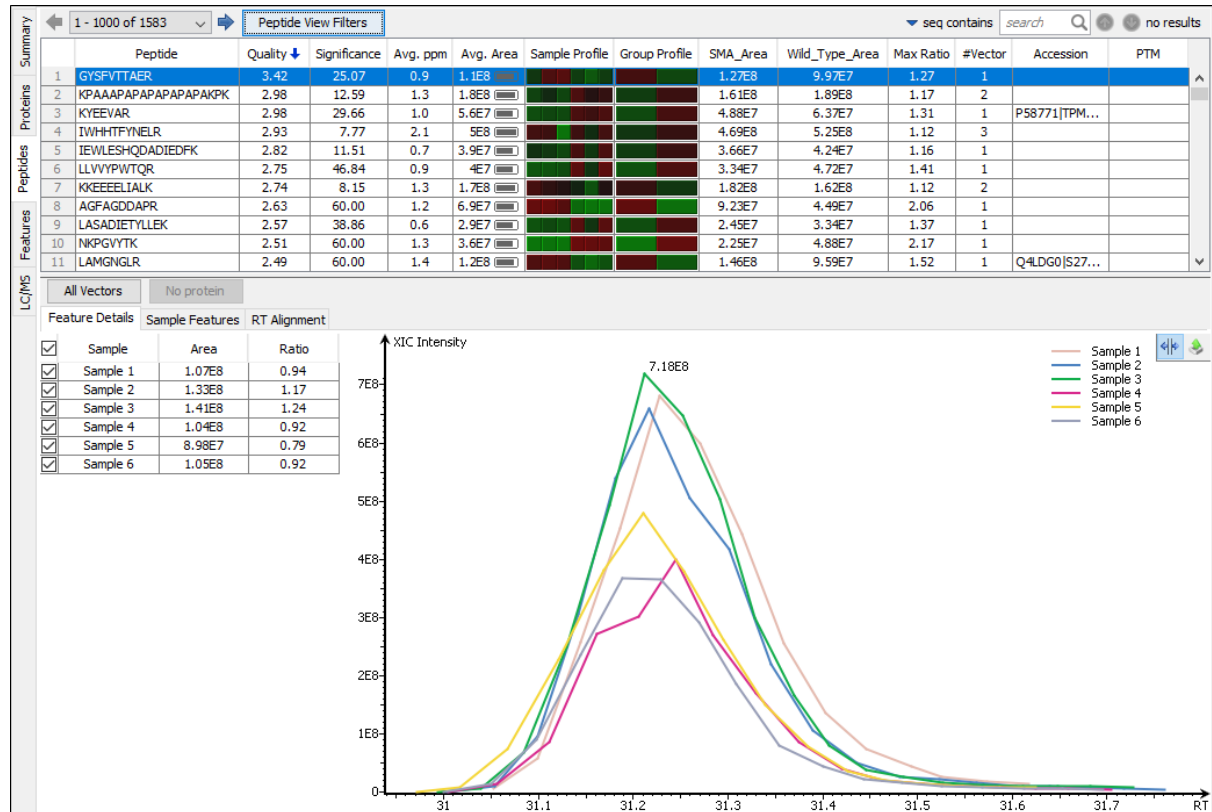 1 - 1000 of 1583 Peptide View Filters seq contains search no results
Summary
Proteins
Peptides
Features
LC/MS
Peptide Quality Significance Avg. ppm Avg. Area Sample Profile Group Profile SMA_Area Wild_Type_Area Max Ratio #Vector Accession PTM
1 GYSFVTTAER 3.42 25.07 0.9 1.1E8 1.27E8 9.97E7 1.27 1
2 KPAAAPAPAPAPAPAKPK 2.98 12.59 1.3 1.8E8 1.61E8 1.89E8 1.17 2
3 KYEEVAR 2.98 29.66 1.0 5.6E7 4.88E7 6.37E7 1.31 1 P58771|TPM...
4 IWHHTFYNELR 2.93 7.77 2.1 5E8 4.69E8 5.25E8 1.12 3
5 IEWLESHQDADIEDFK 2.82 11.51 0.7 3.9E7 3.66E7 4.24E7 1.16 1
6 LLVVYPWTQR 2.75 46.84 0.9 4E7 3.34E7 4.72E7 1.41 1
7 KKEEEELIALK 2.74 8.15 1.3 1.7E8 1.82E8 1.62E8 1.12 2
8 AGFAGDDAPR 2.63 60.00 1.2 6.9E7 9.23E7 4.49E7 2.06 1
9 LASADIETYLLEK 2.57 38.86 0.6 2.9E7 2.45E7 3.34E7 1.37 1
10 NKPGVYTK 2.51 60.00 1.3 3.6E7 2.25E7 4.88E7 2.17 1
11 LAMGNGLR 2.49 60.00 1.4 1.2E8 1.46E8 9.59E7 1.52 1 Q4LDG0|S27...
All Vectors No protein
Feature Details Sample Features RT Alignment
Sample Area Ratio
Sample 1 1.07E8 0.94
Sample 2 1.33E8 1.17
Sample 3 1.41E8 1.24
Sample 4 1.04E8 0.92
Sample 5 8.98E7 0.79
Sample 6 1.05E8 0.92
XIC Intensity
7.18E8
Sample 1
Sample 2
Sample 3
Sample 4
Sample 5
Sample 6
7E8
6E8
5E8
4E8
3E8
2E8
1E8
0
31 31.1 31.2 31.3 31.4 31.5 31.6 31.7 RT